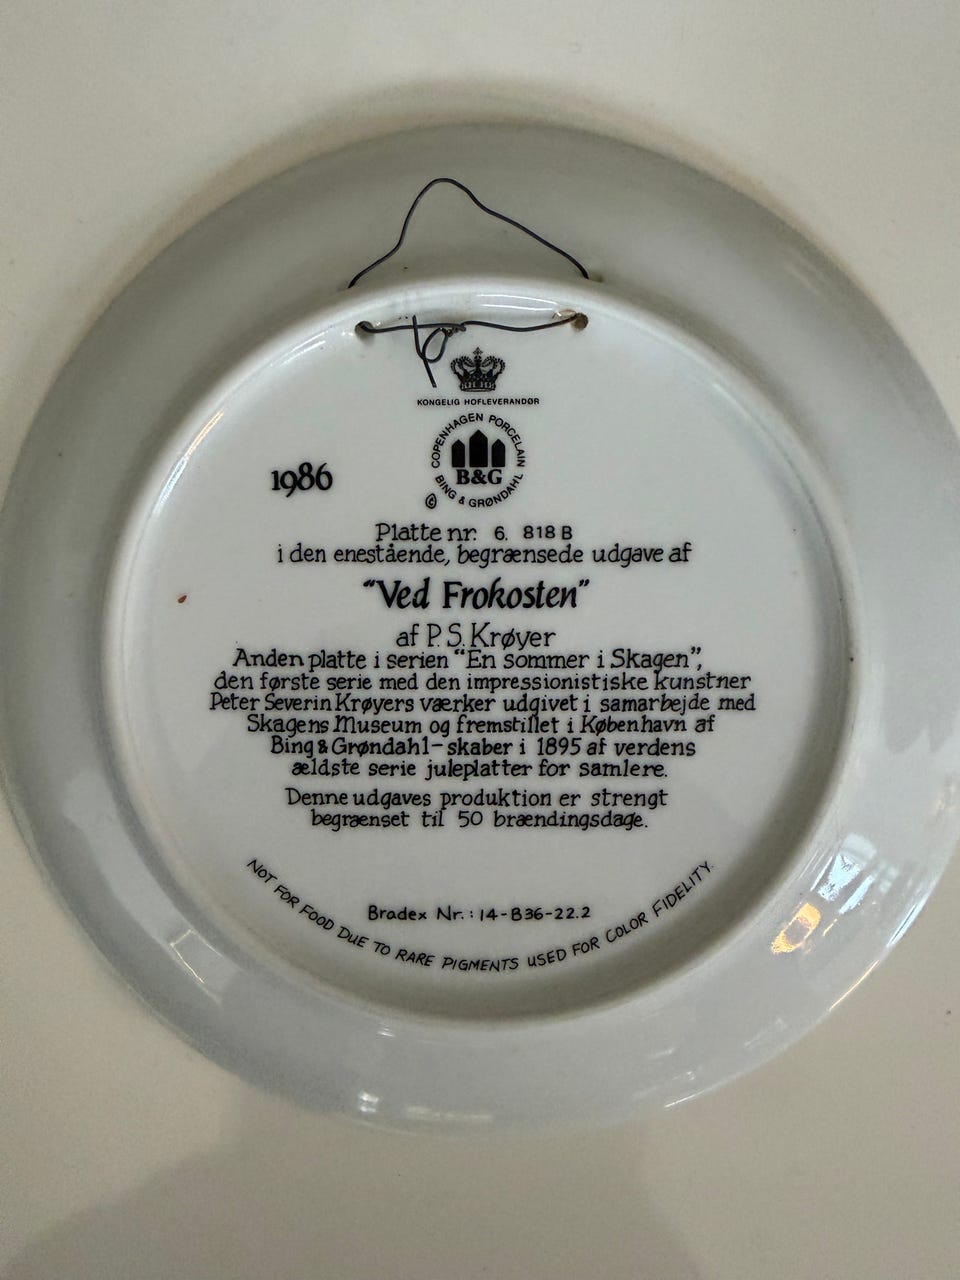 KONGELIG HOFLEVERANDØR
COPENHAGEN PORCELAIN
B&G
BING & GRØNDAHL
©
1986
Platte nr. 6. 818 B
i den enestående, begrænsede udgave af
"Ved Frokosten"
af P. S. Krøyer
Anden platte i serien "En sommer i Skagen",
den første serie med den impressionistiske kunstner
Peter Severin Krøyers værker udgivet i samarbejde med
Skagens Museum og fremstillet i København af
Bing & Grøndahl – skaber i 1895 af verdens
ældste serie juleplatter for samlere.
Denne udgaves produktion er strengt
begrænset til 50 brændingsdage.
Bradex Nr. : 14-B36-22.2
NOT FOR FOOD DUE TO RARE PIGMENTS USED FOR COLOR FIDELITY.